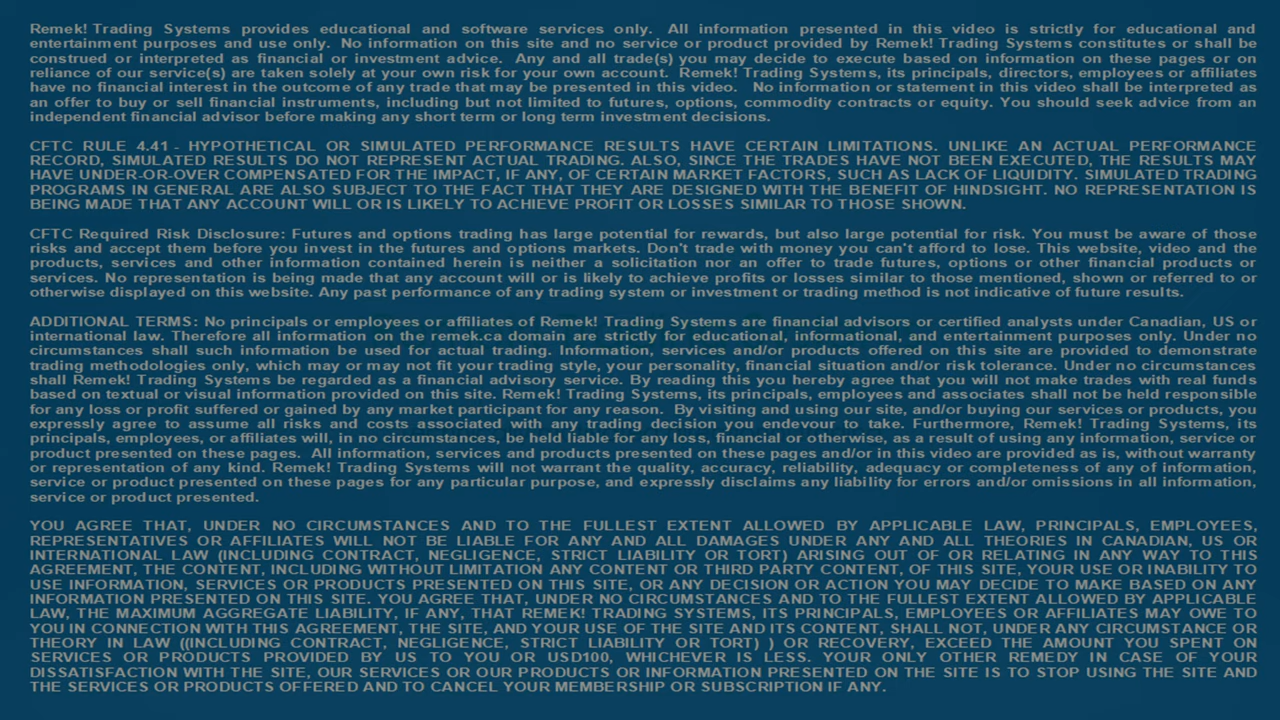 Remek! Trading Systems provides educational and software services only. All information presented in this video is strictly for educational and
entertainment purposes and use only. No information on this site and no service or product provided by Remek! Trading Systems constitutes or shall be
construed or interpreted as financial or investment advice. Any and all trade(s) you may decide to execute based on information on these pages or on
reliance of our service(s) are taken solely at your own risk for your own account. Remek! Trading Systems, its principals, directors, employees or affiliates
have no financial interest in the outcome of any trade that may be presented in this video. No information or statement in this video shall be interpreted as
an offer to buy or sell financial instruments, including but not limited to futures, options, commodity contracts or equity. You should seek advice from an
independent financial advisor before making any short term or long term investment decisions.
CFTC RULE 4.41 - HYPOTHETICAL OR SIMULATED PERFORMANCE RESULTS HAVE CERTAIN LIMITATIONS. UNLIKE AN ACTUAL PERFORMANCE
RECORD, SIMULATED RESULTS DO NOT REPRESENT ACTUAL TRADING. ALSO, SINCE THE TRADES HAVE NOT BEEN EXECUTED, THE RESULTS MAY
HAVE UNDER-OR-OVER COMPENSATED FOR THE IMPACT, IF ANY, OF CERTAIN MARKET FACTORS, SUCH AS LACK OF LIQUIDITY. SIMULATED TRADING
PROGRAMS IN GENERAL ARE ALSO SUBJECT TO THE FACT THAT THEY ARE DESIGNED WITH THE BENEFIT OF HINDSIGHT. NO REPRESENTATION IS
BEING MADE THAT ANY ACCOUNT WILL OR IS LIKELY TO ACHIEVE PROFIT OR LOSSES SIMILAR TO THOSE SHOWN.
CFTC Required Risk Disclosure: Futures and options trading has large potential for rewards, but also large potential for risk. You must be aware of those
risks and accept them before you invest in the futures and options markets. Don't trade with money you can't afford to lose. This website, video and the
products, services and other information contained herein is neither a solicitation nor an offer to trade futures, options or other financial products or
services. No representation is being made that any account will or is likely to achieve profits or losses similar to those mentioned, shown or referred to or
otherwise displayed on this website. Any past performance of any trading system or investment or trading method is not indicative of future results.
ADDITIONAL TERMS: No principals or employees or affiliates of Remek! Trading Systems are financial advisors or certified analysts under Canadian, US or
international law. Therefore all information on the remek.ca domain are strictly for educational, informational, and entertainment purposes only. Under no
circumstances shall such information be used for actual trading. Information, services and/or products offered on this site are provided to demonstrate
trading methodologies only, which may or may not fit your trading style, your personality, financial situation and/or risk tolerance. Under no circumstances
shall Remek! Trading Systems be regarded as a financial advisory service. By reading this you hereby agree that you will not make trades with real funds
based on textual or visual information provided on this site. Remek! Trading Systems, its principals, employees and associates shall not be held responsible
for any loss or profit suffered or gained by any market participant for any reason. By visiting and using our site, and/or buying our services or products, you
expressly agree to assume all risks and costs associated with any trading decision you endevour to take. Furthermore, Remek! Trading Systems, its
principals, employees, or affiliates will, in no circumstances, be held liable for any loss, financial or otherwise, as a result of using any information, service or
product presented on these pages. All information, services and products presented on these pages and/or in this video are provided as is, without warranty
or representation of any kind. Remek! Trading Systems will not warrant the quality, accuracy, reliability, adequacy or completeness of any of information,
service or product presented on these pages for any particular purpose, and expressly disclaims any liability for errors and/or omissions in all information,
service or product presented.
YOU AGREE THAT, UNDER NO CIRCUMSTANCES AND TO THE FULLEST EXTENT ALLOWED BY APPLICABLE LAW, PRINCIPALS, EMPLOYEES,
REPRESENTATIVES OR AFFILIATES WILL NOT BE LIABLE FOR ANY AND ALL DAMAGES UNDER ANY AND ALL THEORIES IN CANADIAN, US OR
INTERNATIONAL LAW (INCLUDING CONTRACT, NEGLIGENCE, STRICT LIABILITY OR TORT) ARISING OUT OF OR RELATING IN ANY WAY TO THIS
AGREEMENT, THE CONTENT, INCLUDING WITHOUT LIMITATION ANY CONTENT OR THIRD PARTY CONTENT, OF THIS SITE, YOUR USE OR INABILITY TO
USE INFORMATION, SERVICES OR PRODUCTS PRESENTED ON THIS SITE, OR ANY DECISION OR ACTION YOU MAY DECIDE TO MAKE BASED ON ANY
INFORMATION PRESENTED ON THIS SITE. YOU AGREE THAT, UNDER NO CIRCUMSTANCES AND TO THE FULLEST EXTENT ALLOWED BY APPLICABLE
LAW, THE MAXIMUM AGGREGATE LIABILITY, IF ANY, THAT REMEK! TRADING SYSTEMS, ITS PRINCIPALS, EMPLOYEES OR AFFILIATES MAY OWE TO
YOU IN CONNECTION WITH THIS AGREEMENT, THE SITE, AND YOUR USE OF THE SITE AND ITS CONTENT, SHALL NOT, UNDER ANY CIRCUMSTANCE OR
THEORY IN LAW ((INCLUDING CONTRACT, NEGLIGENCE, STRICT LIABILITY OR TORT) ) OR RECOVERY, EXCEED THE AMOUNT YOU SPENT ON
SERVICES OR PRODUCTS PROVIDED BY US TO YOU OR USD100, WHICHEVER IS LESS. YOUR ONLY OTHER REMEDY IN CASE OF YOUR
DISSATISFACTION WITH THE SITE, OUR SERVICES OR OUR PRODUCTS OR INFORMATION PRESENTED ON THE SITE IS TO STOP USING THE SITE AND
THE SERVICES OR PRODUCTS OFFERED AND TO CANCEL YOUR MEMBERSHIP OR SUBSCRIPTION IF ANY.